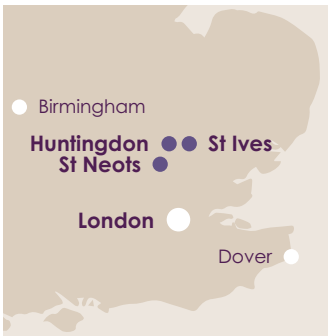 Birmingham
Huntingdon St Ives
St Neots
London
Dover